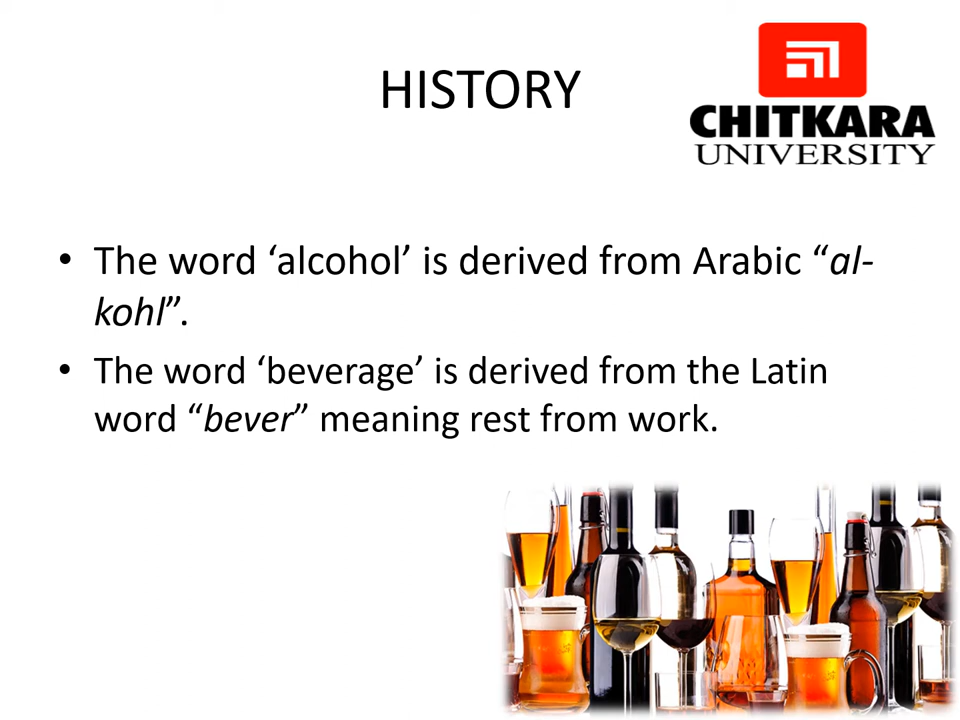 HISTORY
CHITKARA
UNIVERSITY
• The word ‘alcohol’ is derived from Arabic “al-
kohl”.
• The word ‘beverage’ is derived from the Latin
word “bever” meaning rest from work.